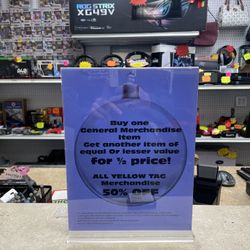 ROG STRIX
XG49V
Buy one
General Merchandise
Item
Get another item of
equal Or lesser value
for ½ price!
ALL YELLOW TAG
Merchandise
50% OFF